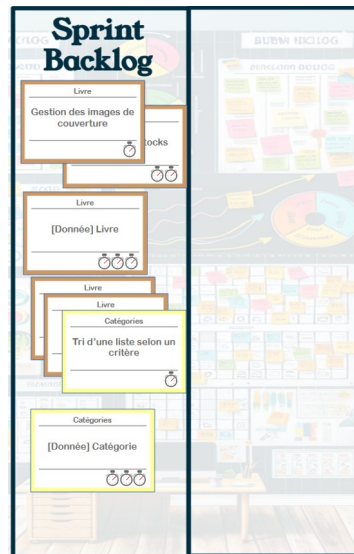 Sprint
Backlog
Livre
Gestion des images de
couverture
tocks
Livre
[Donnée] Livre
Livre
Livre
Catégories
Tri d'une liste selon un
critère
Catégories
[Donnée] Catégorie